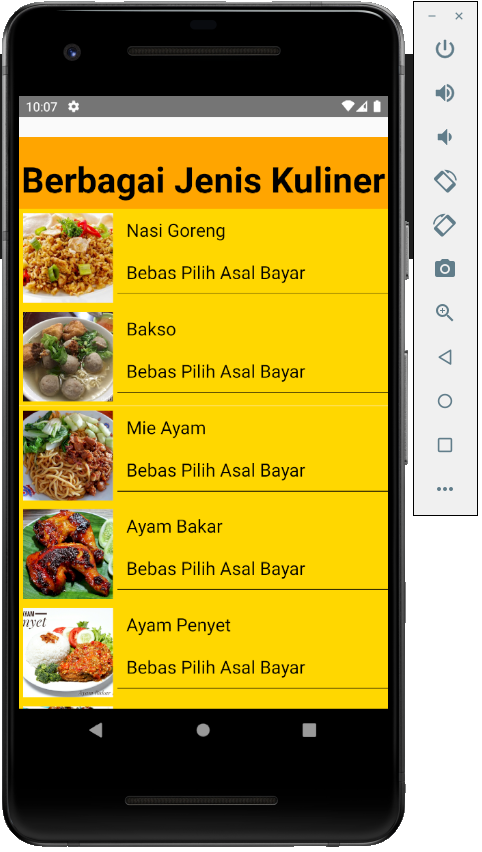 10:07
Berbagai Jenis Kuliner
Nasi Goreng
Bebas Pilih Asal Bayar
Bakso
Bebas Pilih Asal Bayar
Mie Ayam
Bebas Pilih Asal Bayar
Ayam Bakar
Bebas Pilih Asal Bayar
Ayam Penyet
Bebas Pilih Asal Bayar